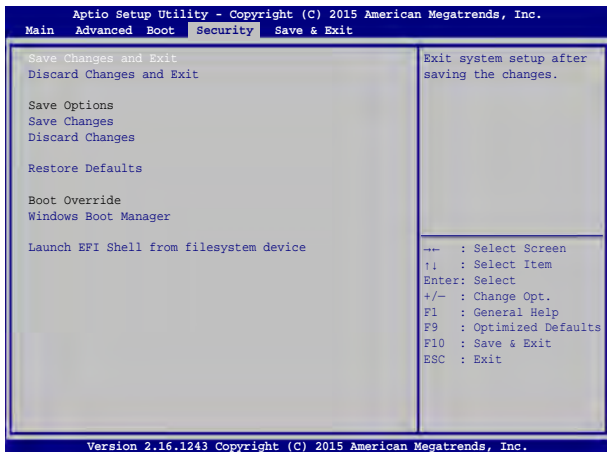 Aptio Setup Utility - Copyright (C) 2015 American Megatrends, Inc.
Main Advanced Boot Security Save & Exit
Save Changes and Exit
Discard Changes and Exit
Save Options
Save Changes
Discard Changes
Restore Defaults
Boot Override
Windows Boot Manager
Launch EFI Shell from filesystem device
Exit system setup after
saving the changes.
→← : Select Screen
↑↓ : Select Item
Enter: Select
+/— : Change Opt.
F1 : General Help
F9 : Optimized Defaults
F10 : Save & Exit
ESC : Exit
Version 2.16.1243 Copyright (C) 2015 American Megatrends, Inc.